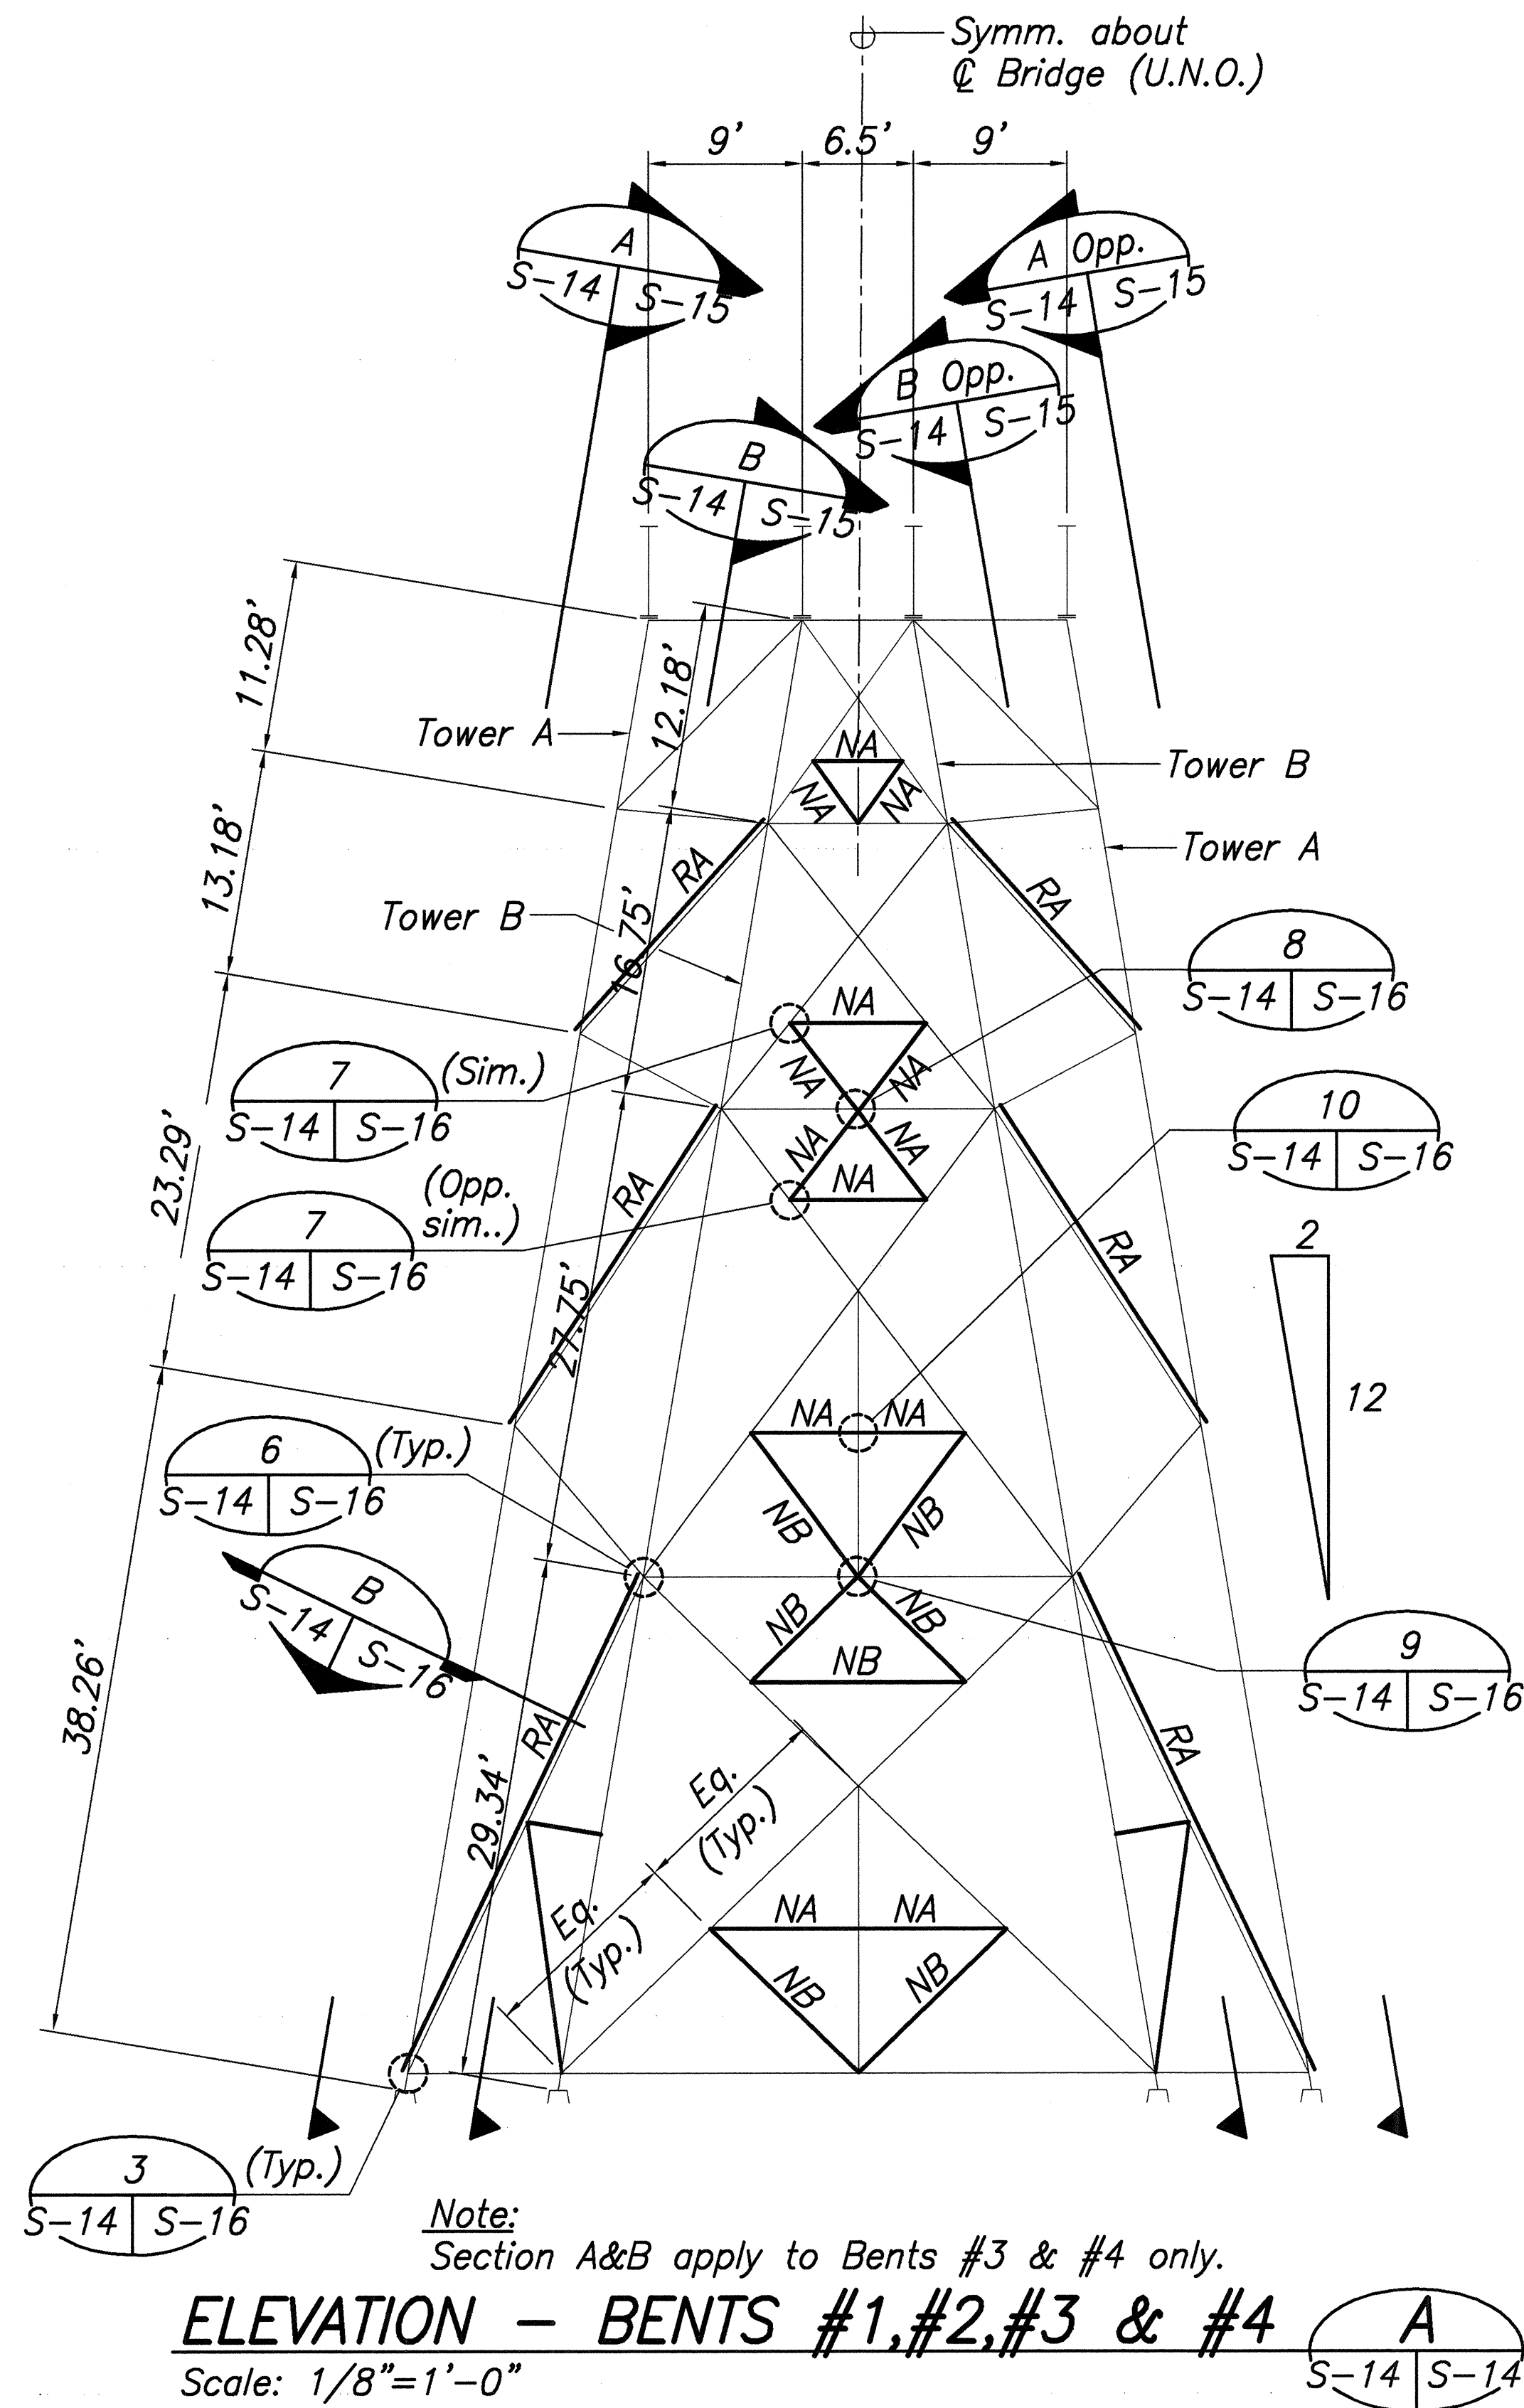 Symm. about
℄ Bridge (U.N.O.)
9'
6.5'
9'
A
S-14
S-15
A Opp.
S-14
S-15
B Opp.
S-14
S-15
B
S-14
S-15
11.28'
12.18'
Tower A
NA
NA
NA
Tower B
13.18'
RA
RA
Tower A
Tower B
16.75'
8
S-14
S-16
NA
7
(Sim.)
S-14
S-16
NA
NA
10
S-14
S-16
23.29'
NA
NA
NA
RA
(Opp.
sim..)
7
S-14
S-16
RA
2
12
27.75'
NA
NA
6
(Typ.)
S-14
S-16
NB
NB
B
S-14
S-16
NB
NB
NB
9
S-14
S-16
38.26'
RA
RA
29.34'
Eq.
(Typ.)
Eq.
(Typ.)
NA
NA
NB
NB
3
(Typ.)
S-14
S-16
Note:
Section A&B apply to Bents #3 & #4 only.
ELEVATION - BENTS #1,#2,#3 & #4
A
S-14
S-14
Scale: 1/8"=1'-0"